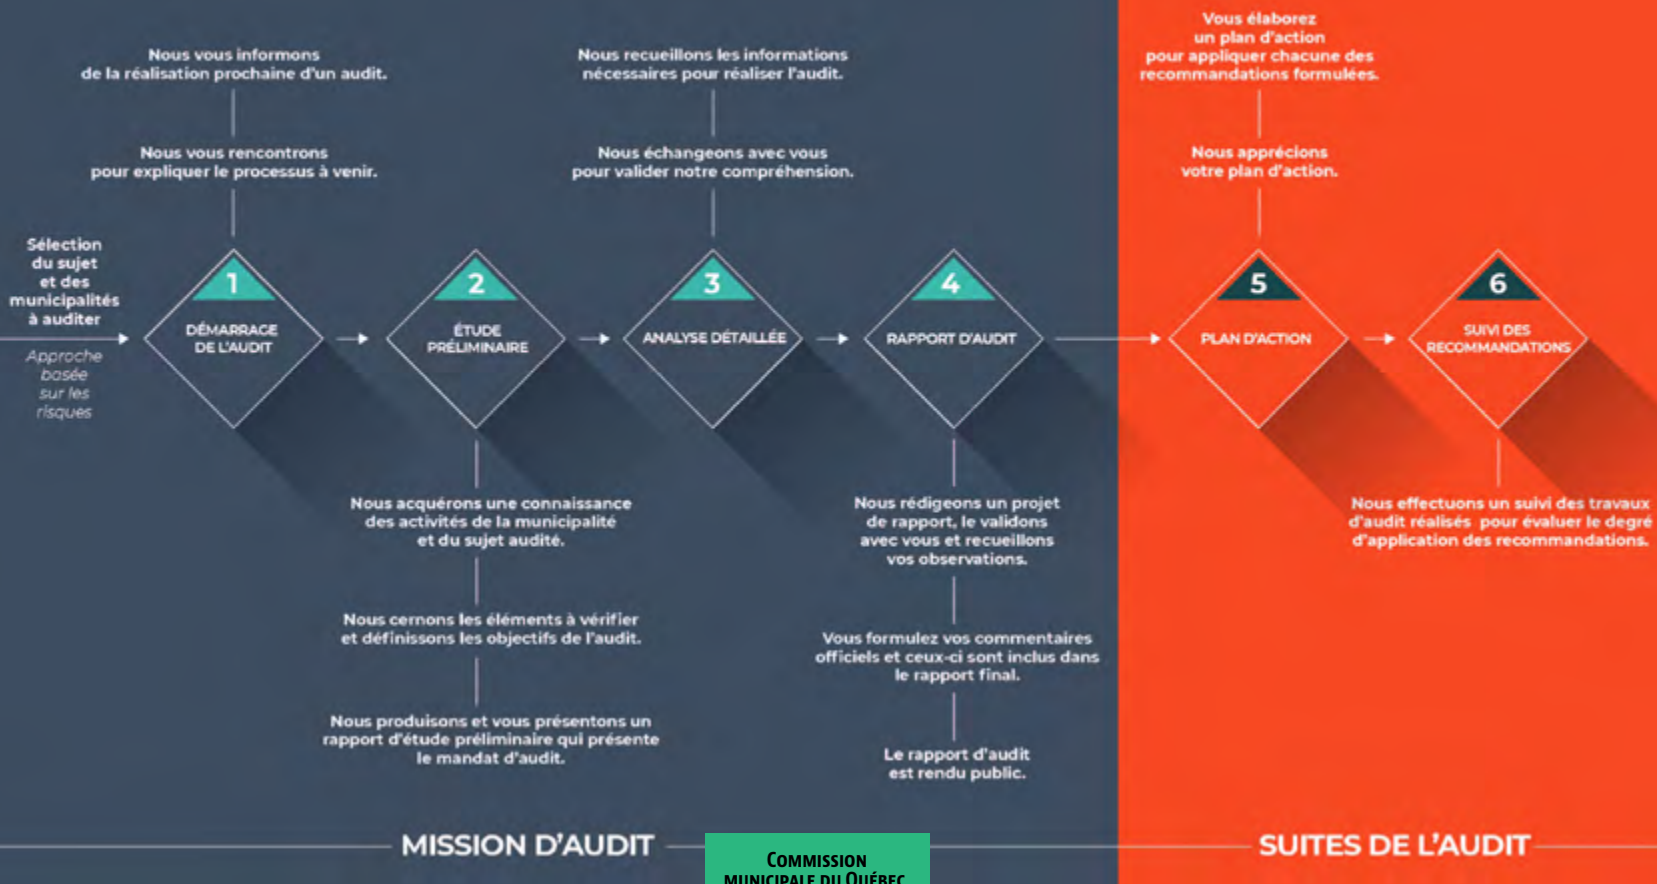 Nous vous informons
de la réalisation prochaine d'un audit.
Nous vous rencontrons
pour expliquer le processus à venir.
Nous recueillons les informations
nécessaires pour réaliser l'audit.
Nous échangeons avec vous
pour valider notre compréhension.
Vous élaborez
un plan d'action
pour appliquer chacune des
recommandations formulées.
Nous apprécions
votre plan d'action.
Sélection
du sujet
et des
municipalités
à auditer
Approche
basée
sur les
risques
1
DÉMARRAGE
DE L'AUDIT
2
ÉTUDE
PRÉLIMINAIRE
3
ANALYSE DÉTAILLÉE
4
RAPPORT D'AUDIT
5
PLAN D'ACTION
6
SUIVI DES
RECOMMANDATIONS
Nous acquérons une connaissance
des activités de la municipalité
et du sujet audité.
Nous cernons les éléments à vérifier
et définissons les objectifs de l'audit.
Nous produisons et vous présentons un
rapport d'étude préliminaire qui présente
le mandat d'audit.
Nous rédigeons un projet
de rapport, le validons
avec vous et recueillons
vos observations.
Vous formulez vos commentaires
officiels et ceux-ci sont inclus dans
le rapport final.
Le rapport d'audit
est rendu public.
Nous effectuons un suivi des travaux
d'audit réalisés pour évaluer le degré
d'application des recommandations.
MISSION D'AUDIT
COMMISSION
MUNICIPALE DU QUÉBEC
SUITES DE L'AUDIT